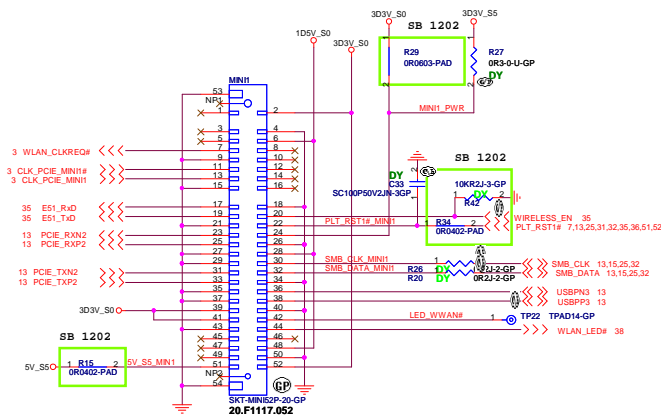 3D3V_S0
3D3V_S5
SB 1202
1D5V_S0
3D3V_S0
1
1
R29
0R0603-PAD
R27
0R3-0-U-GP
DY
2
2
MINI1
MINI1_PWR
53
NP1
1
2
3
4
5
6
3 WLAN_CLKREQ#
7
8
9
10
3 CLK_PCIE_MINI1#
11
12
3 CLK_PCIE_MINI1
13
14
15
16
DY
C33
SC100P50V2JN-3GP
SB 1202
10KR2J-3-GP
R42
35 E51_RxD
17
18
35 E51_TxD
19
20
WIRELESS_EN 35
21
22
PLT_RST1#_MINI1
R34
0R0402-PAD
PLT_RST1# 7,13,25,31,32,35,36,51,52
13 PCIE_RXN2
23
24
13 PCIE_RXP2
25
26
27
28
29
30
SMB_CLK_MINI1
SMB_CLK 13,15,25,32
13 PCIE_TXN2
31
32
SMB_DATA_MINI1
R26
DY
0R2J-2-GP
SMB_DATA 13,15,25,32
13 PCIE_TXP2
33
34
R20
DY
0R2J-2-GP
35
36
USBPN3 13
37
38
USBPP3 13
3D3V_S0
39
40
41
42
LED_WWAN#
1
TP22 TPAD14-GP
43
44
WLAN_LED# 38
SB 1202
45
46
47
48
49
50
5V_S5
1
R15
2
0R0402-PAD
5V_S5_MIN1
51
52
NP2
54
GP
SKT-MINI52P-20-GP
20.F1117.052